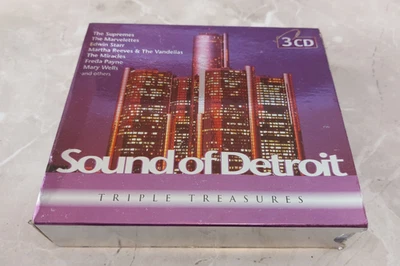 The Supremes
The Marvelettes
Edwin Starr
Martha Reeves & The Vandellas
The Miracles
Freda Payne
Mary Wells
and others
3CD
Sound of Detroit
TRIPLE TREASURES